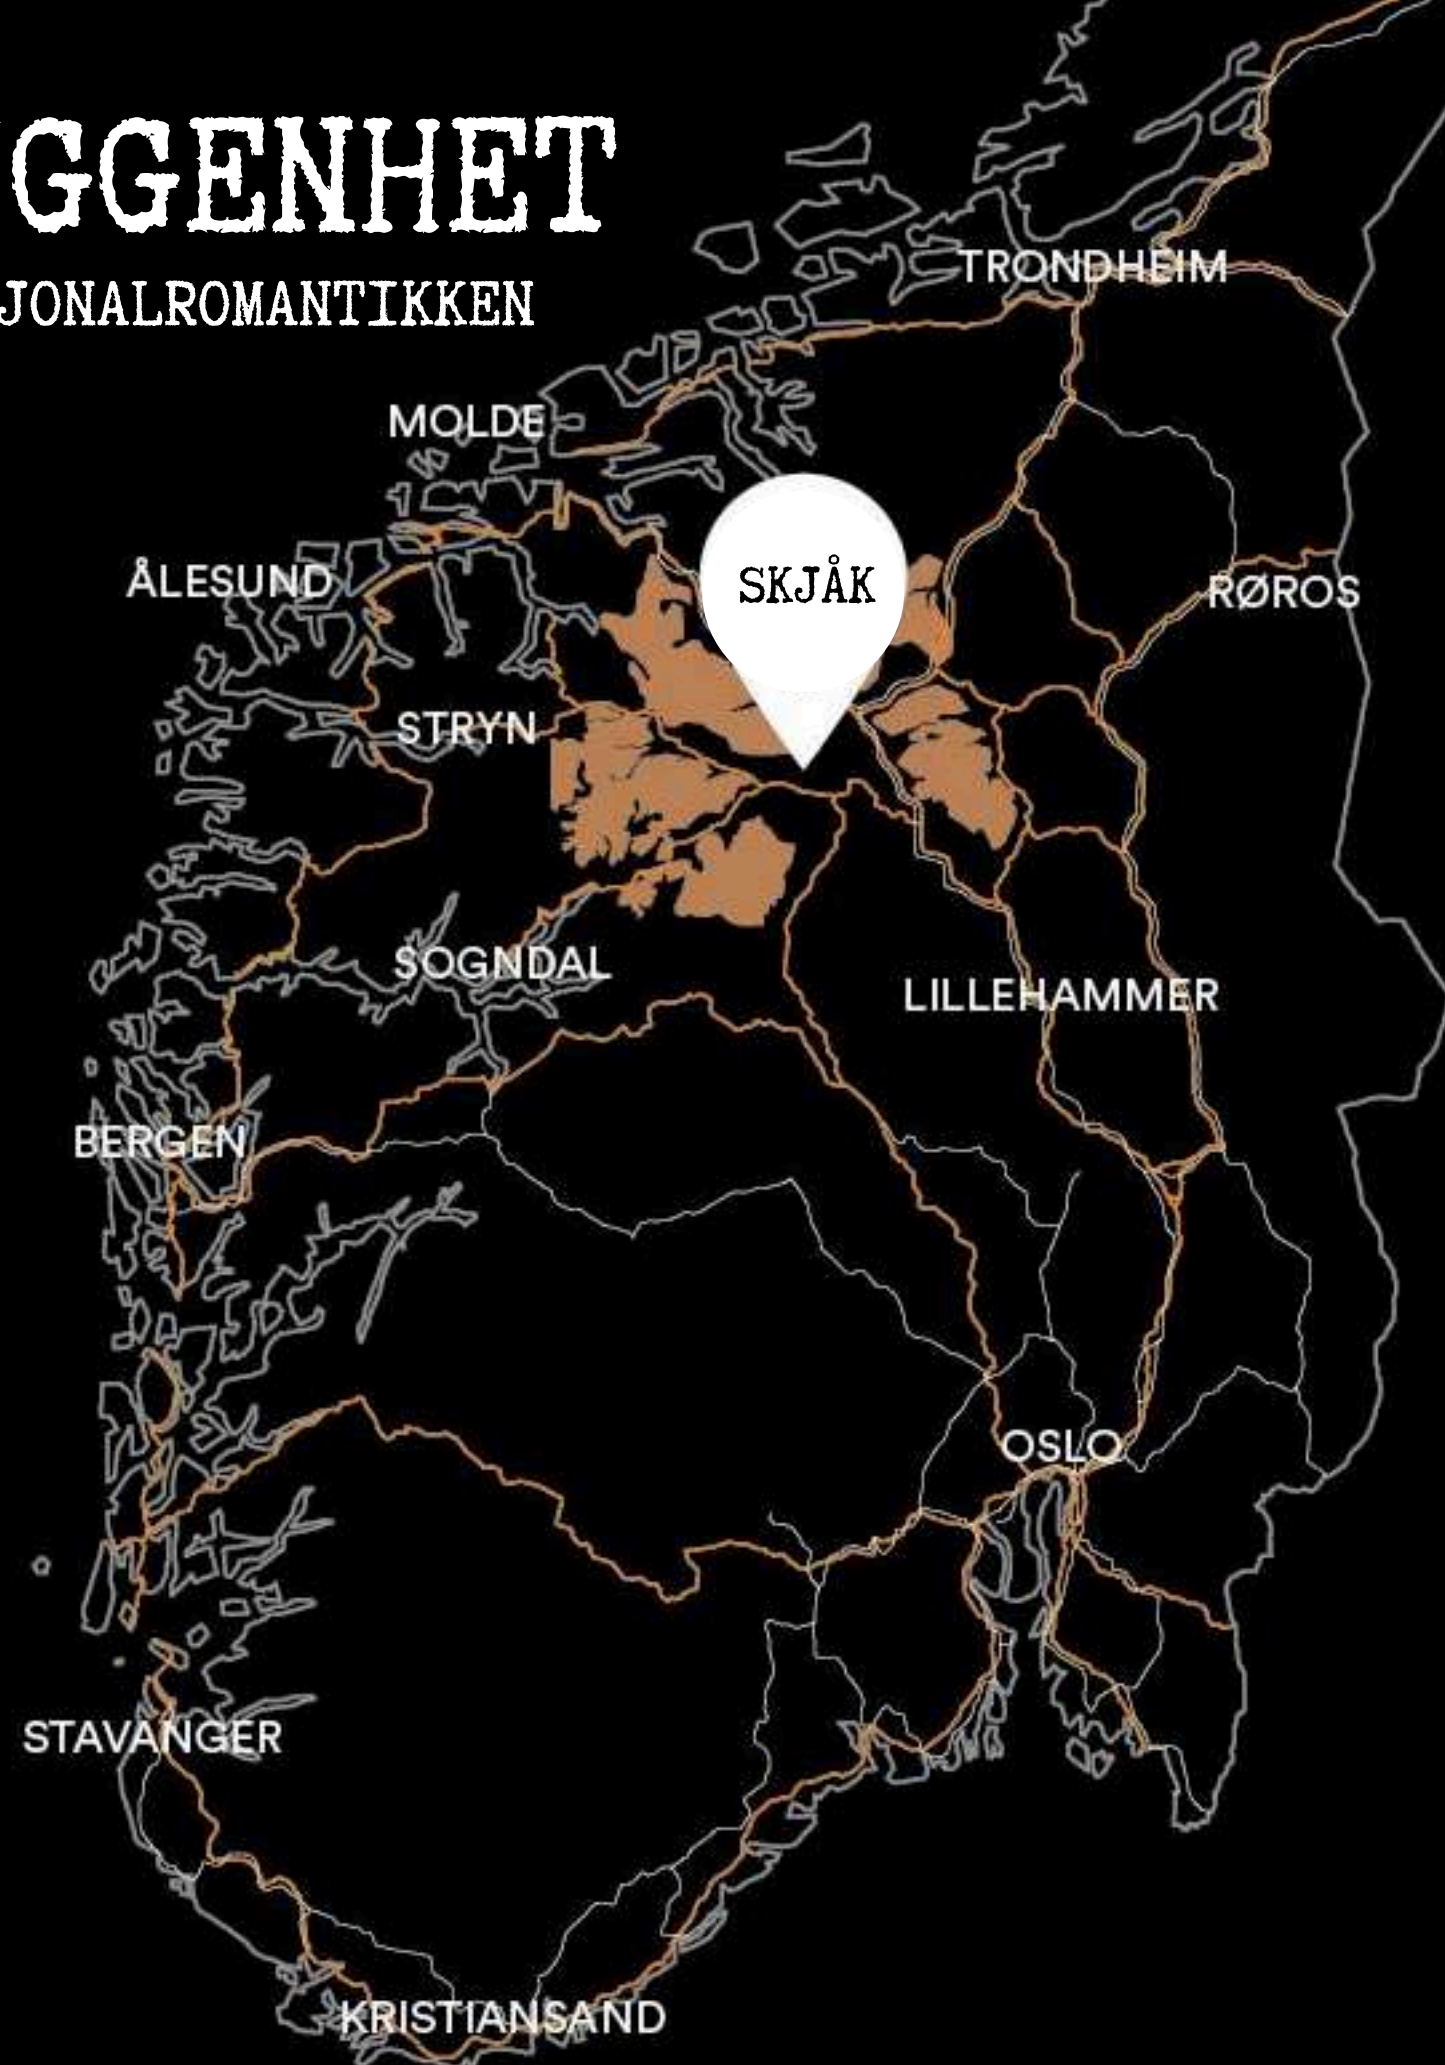 GGENHET
JONALROMANTIKKEN
TRONDHEIM
MOLDE
SKJÅK
ÅLESUND
RØROS
STRYN
SOGNDAL
LILLEHAMMER
BERGEN
OSLO
STAVANGER
KRISTIANSAND